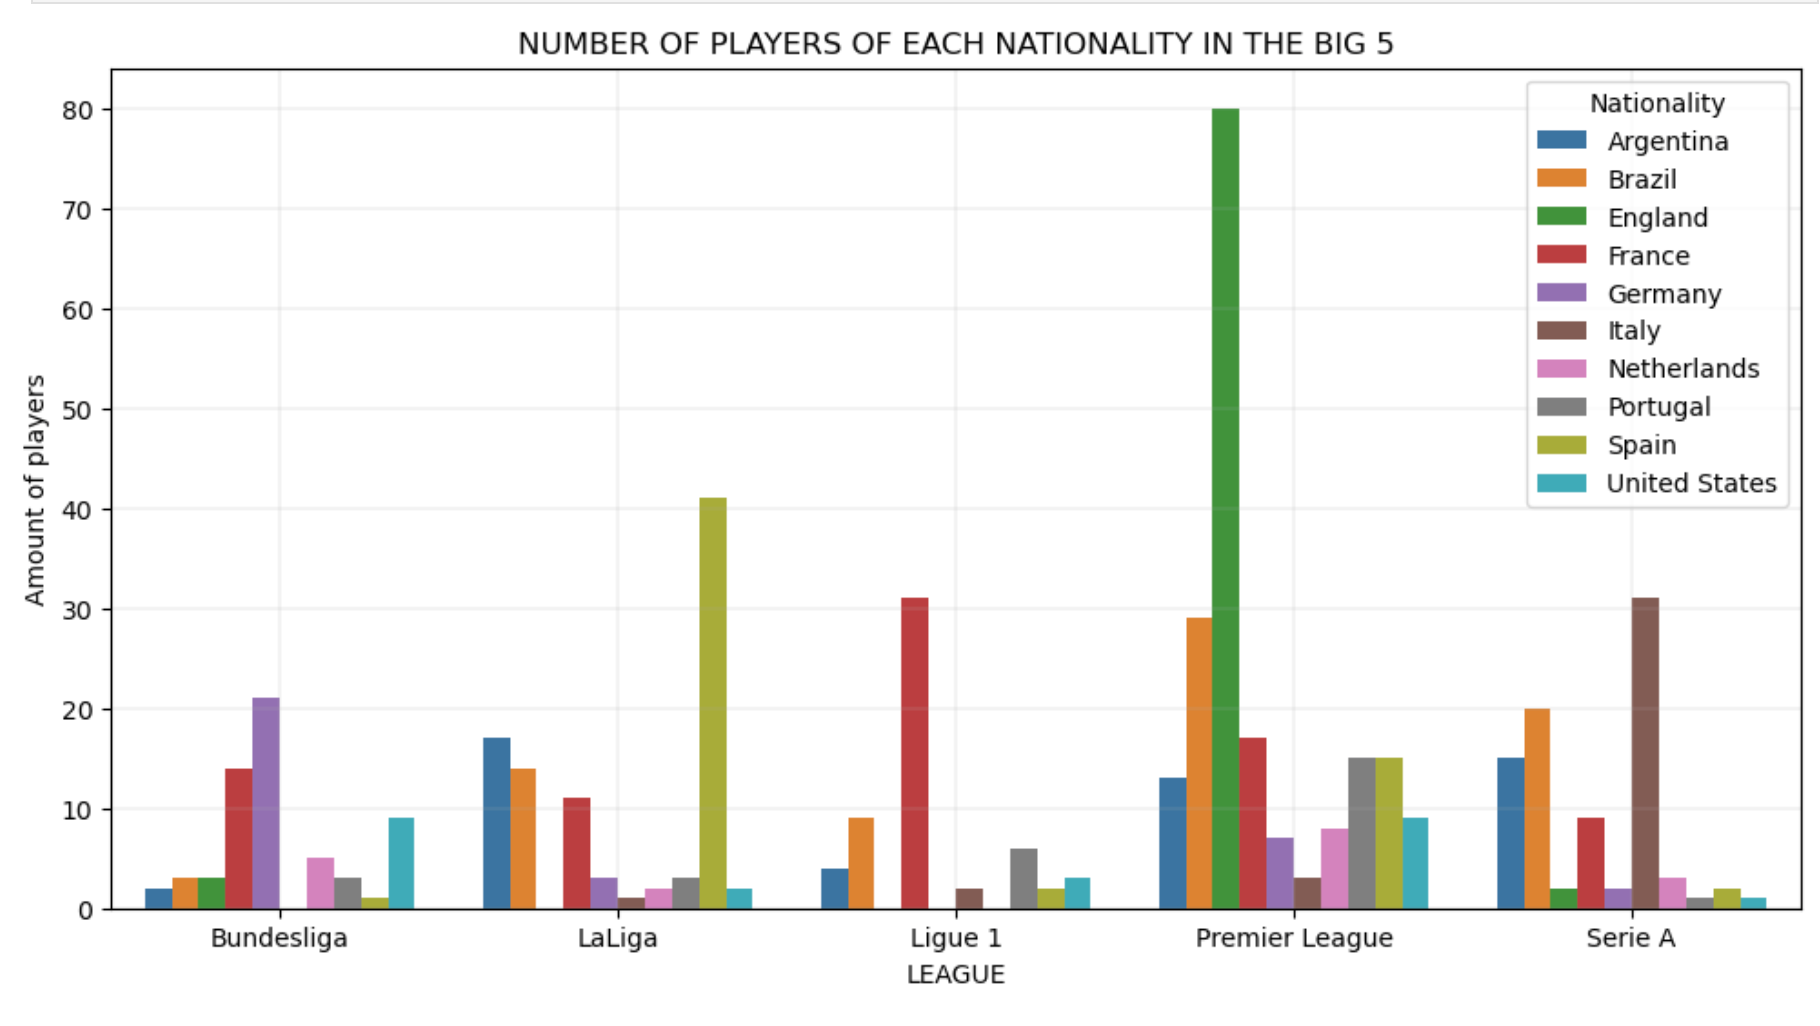 NUMBER OF PLAYERS OF EACH NATIONALITY IN THE BIG 5
Amount of players
80
70
60
50
40
30
20
10
0
Nationality
Argentina
Brazil
England
France
Germany
Italy
Netherlands
Portugal
Spain
United States
Bundesliga LaLiga Ligue 1 Premier League Serie A
LEAGUE